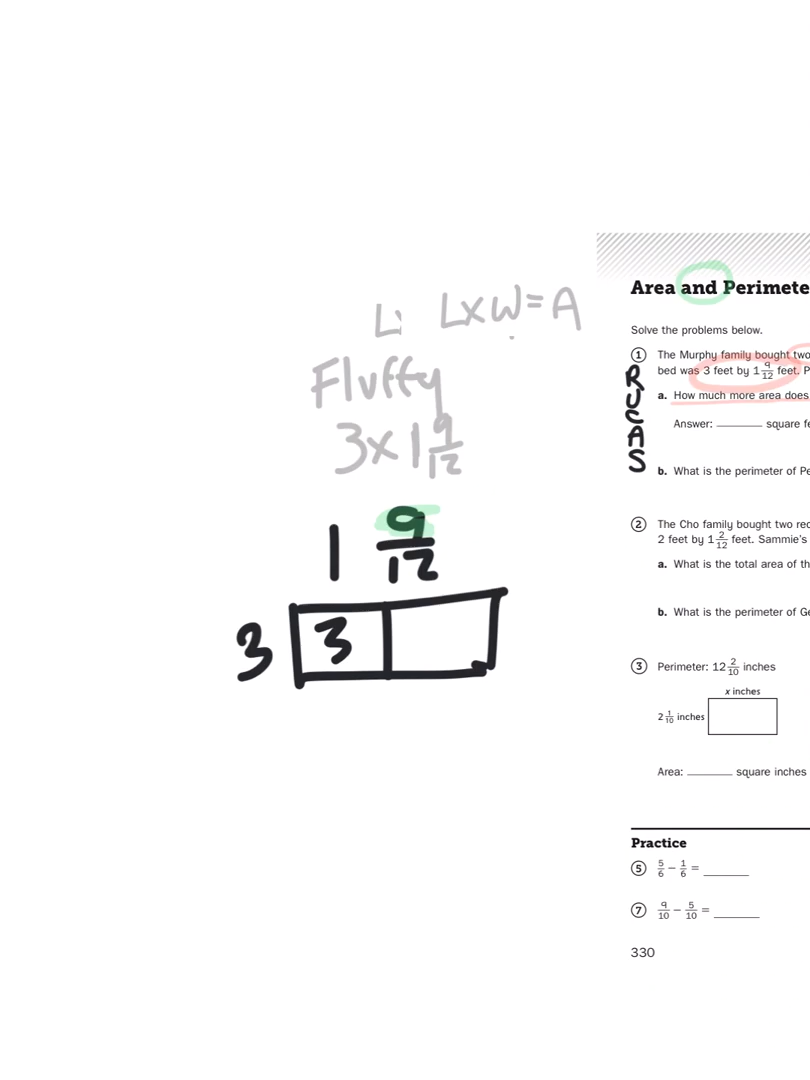 L: LxW=A
Fluffy
3x1 9/12
1 9/12
3 3
Area and Perimete
Solve the problems below.
1 The Murphy family bought two
bed was 3 feet by 1 9/12 feet. P
RUCAS
a. How much more area does
Answer: ______ square fe
b. What is the perimeter of Pe
2 The Cho family bought two rec
2 feet by 1 2/12 feet. Sammie's
a. What is the total area of th
b. What is the perimeter of Ge
3 Perimeter: 12 2/10 inches
x inches
2 1/10 inches
Area: ______ square inches
Practice
5 5/6 - 1/6 = ______
7 9/10 - 5/10 = ______
330